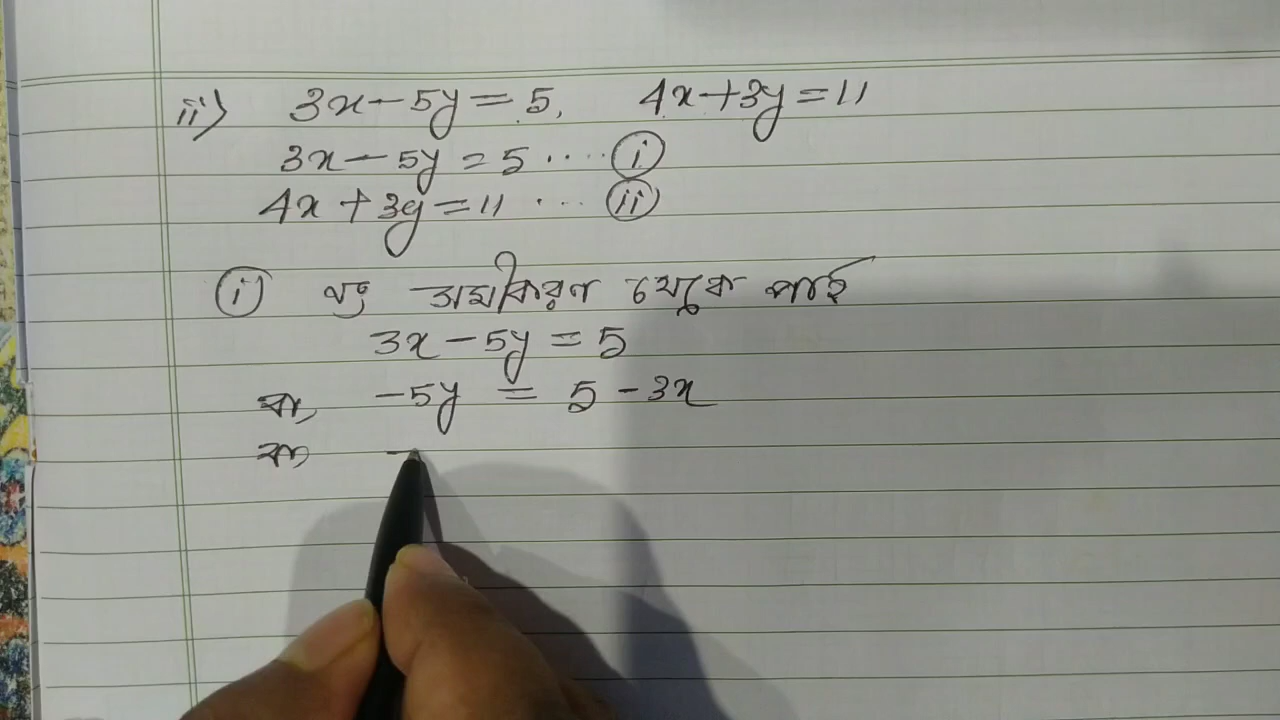 ii) 3x-5y=5, 4x+3y=11
3x-5y=5 .... (i)
4x+3y=11 .... (ii)
(i) নং সমীকরণ থেকে পাই
3x-5y=5
বা, -5y = 5-3x
বা, -